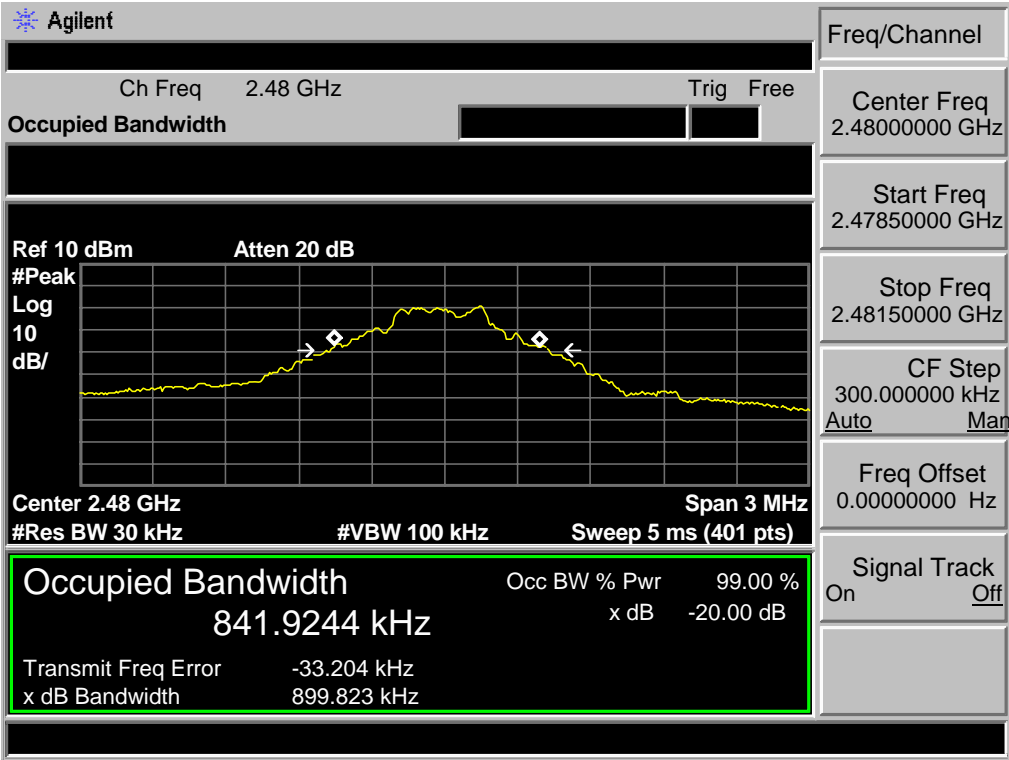 Agilent
Ch Freq 2.48 GHz Trig Free
Occupied Bandwidth
Ref 10 dBm Atten 20 dB
#Peak
Log
10
dB/
Center 2.48 GHz Span 3 MHz
#Res BW 30 kHz #VBW 100 kHz Sweep 5 ms (401 pts)
Occupied Bandwidth Occ BW % Pwr 99.00 %
841.9244 kHz x dB -20.00 dB
Transmit Freq Error -33.204 kHz
x dB Bandwidth 899.823 kHz
Freq/Channel
Center Freq
2.48000000 GHz
Start Freq
2.47850000 GHz
Stop Freq
2.48150000 GHz
CF Step
300.000000 kHz
Auto Man
Freq Offset
0.00000000 Hz
Signal Track
On Off